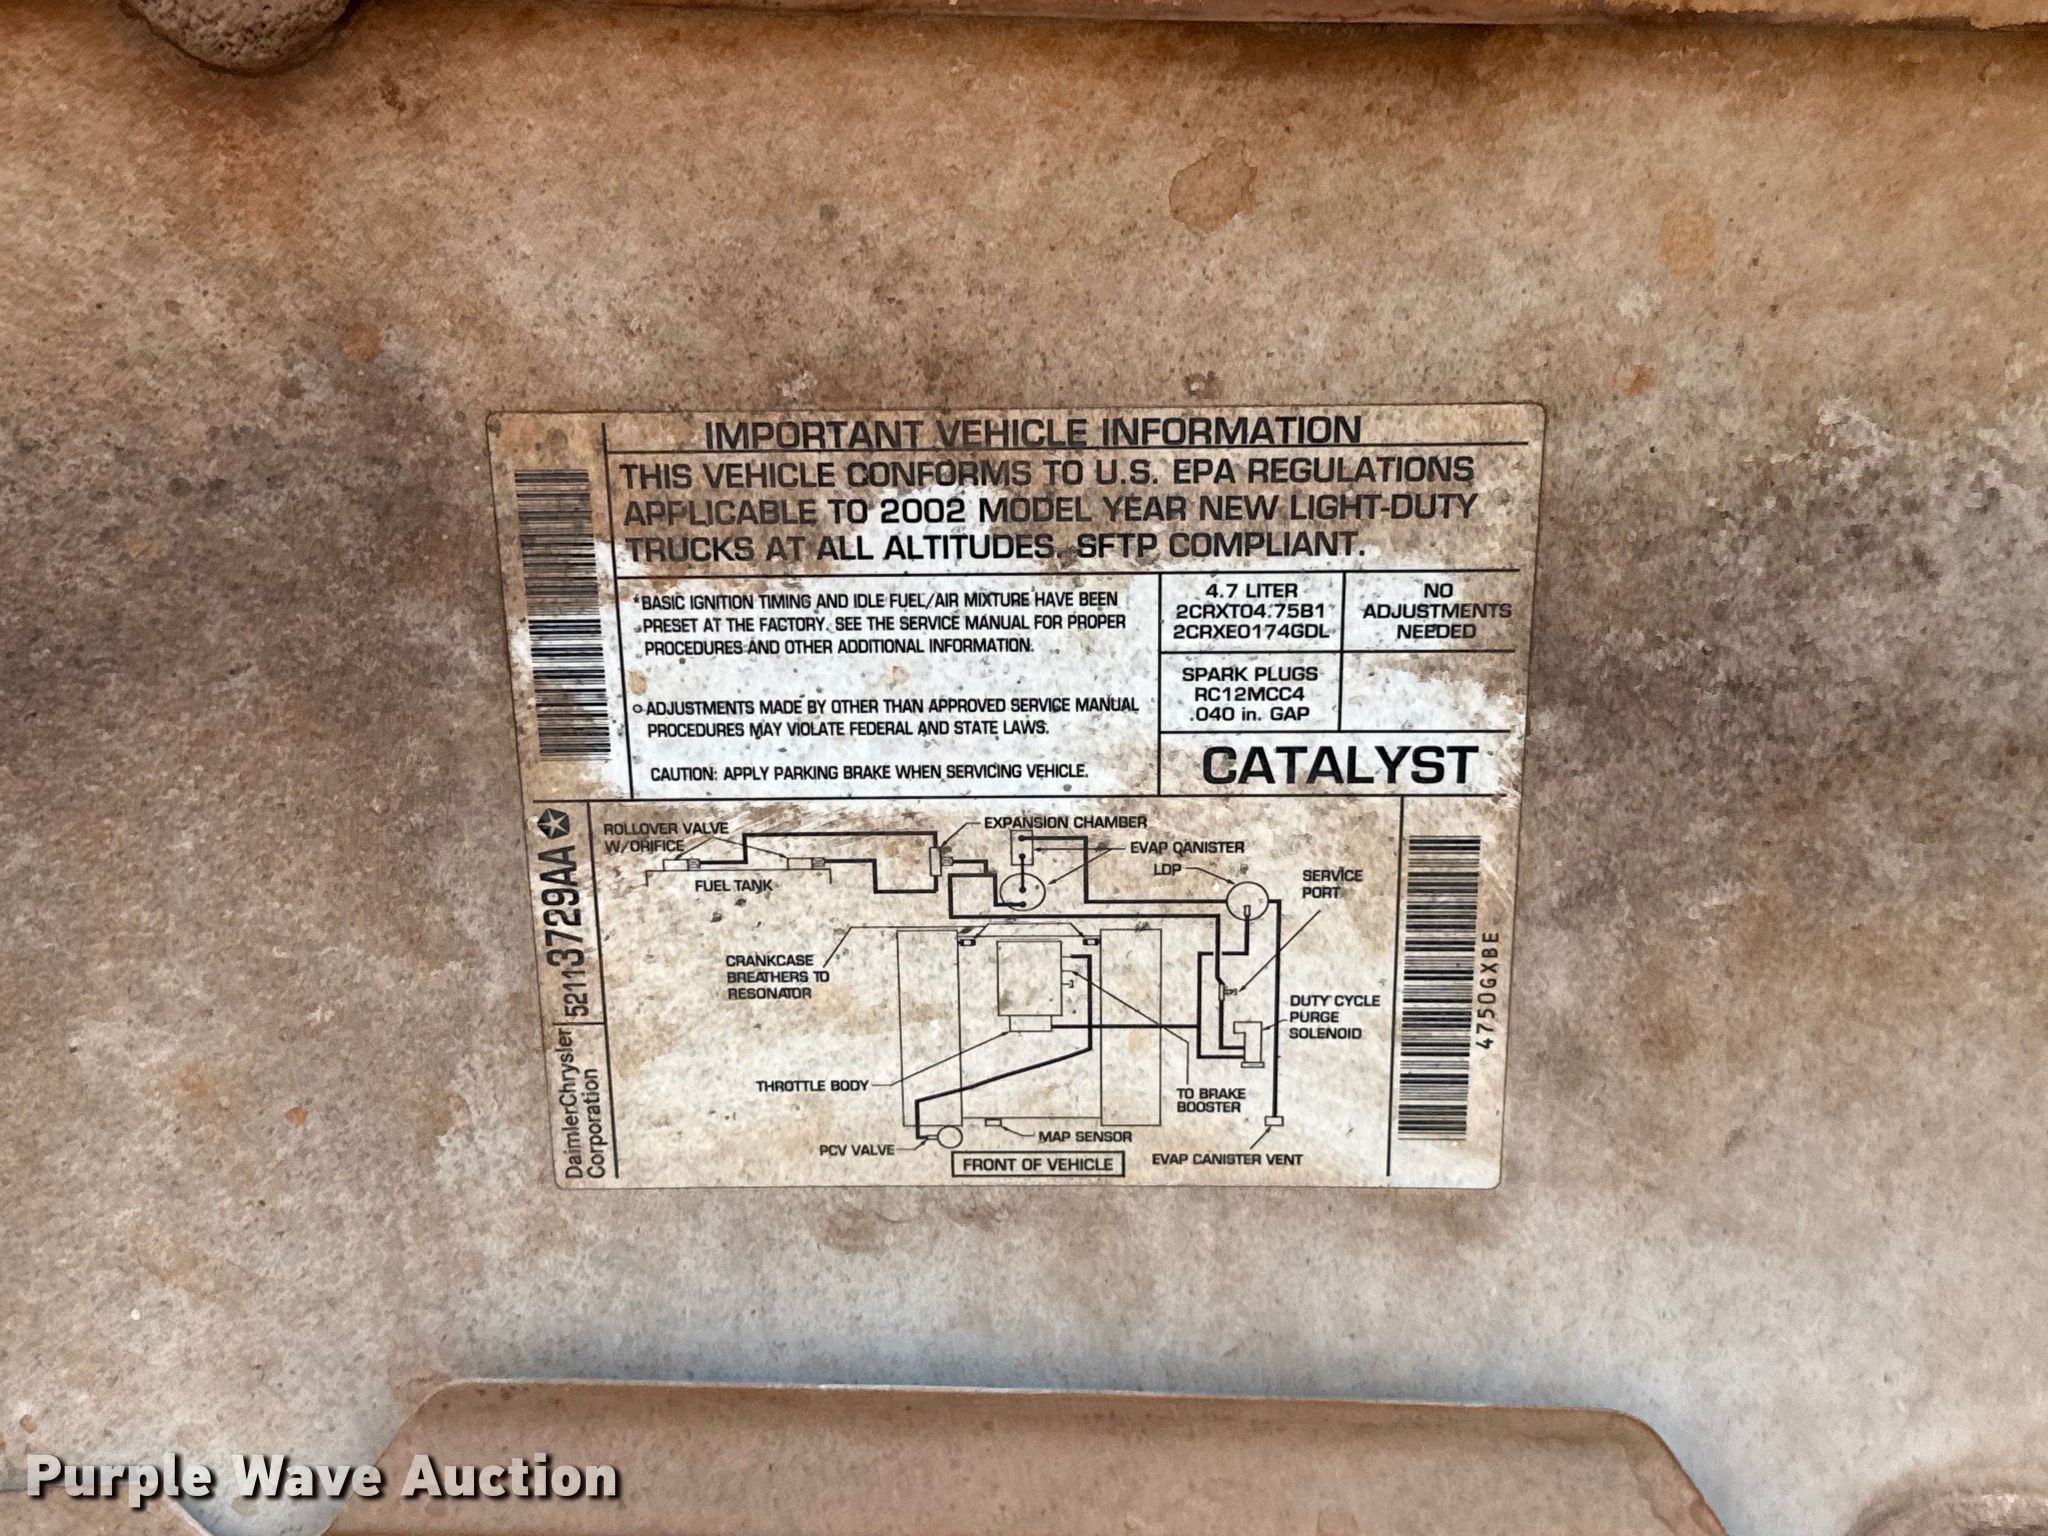 IMPORTANT VEHICLE INFORMATION
THIS VEHICLE CONFORMS TO U.S. EPA REGULATIONS
APPLICABLE TO 2002 MODEL YEAR NEW LIGHT-DUTY
TRUCKS AT ALL ALTITUDES. SFTP COMPLIANT.
*BASIC IGNITION TIMING AND IDLE FUEL/AIR MIXTURE HAVE BEEN
PRESET AT THE FACTORY. SEE THE SERVICE MANUAL FOR PROPER
PROCEDURES AND OTHER ADDITIONAL INFORMATION.
ADJUSTMENTS MADE BY OTHER THAN APPROVED SERVICE MANUAL
PROCEDURES MAY VIOLATE FEDERAL AND STATE LAWS.
CAUTION: APPLY PARKING BRAKE WHEN SERVICING VEHICLE.
4.7 LITER
2CRXT04.75B1
2CRXE0174GDL
NO
ADJUSTMENTS
NEEDED
SPARK PLUGS
RC12MCC4
.040 in. GAP
CATALYST
DaimlerChrysler
Corporation
52113729AA
ROLLOVER VALVE
W/ORIFICE
FUEL TANK
EXPANSION CHAMBER
EVAP CANISTER
LDP
SERVICE
PORT
CRANKCASE
BREATHERS TO
RESONATOR
DUTY CYCLE
PURGE
SOLENOID
THROTTLE BODY
TO BRAKE
BOOSTER
PCV VALVE
MAP SENSOR
EVAP CANISTER VENT
FRONT OF VEHICLE
4750GXBE
Purple Wave Auction